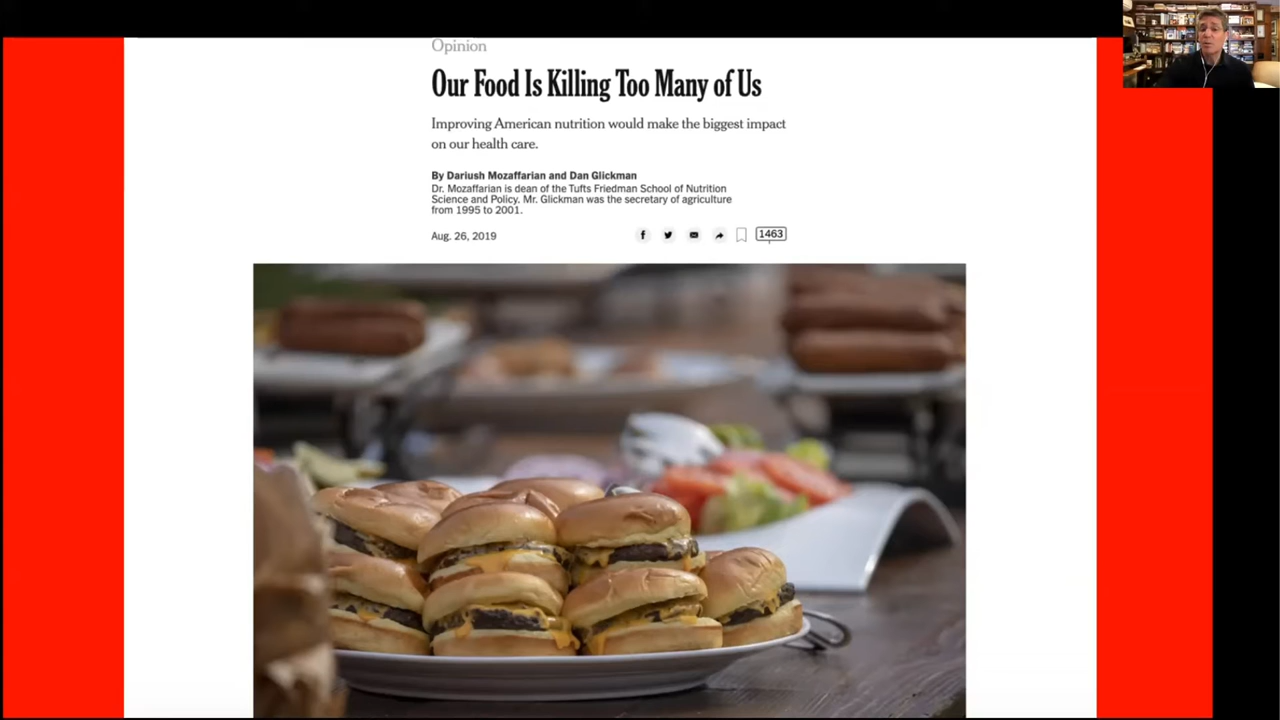 Opinion
Our Food Is Killing Too Many of Us
Improving American nutrition would make the biggest impact
on our health care.
By Dariush Mozaffarian and Dan Glickman
Dr. Mozaffarian is dean of the Tufts Friedman School of Nutrition
Science and Policy. Mr. Glickman was the secretary of agriculture
from 1995 to 2001.
Aug. 26, 2019
1463